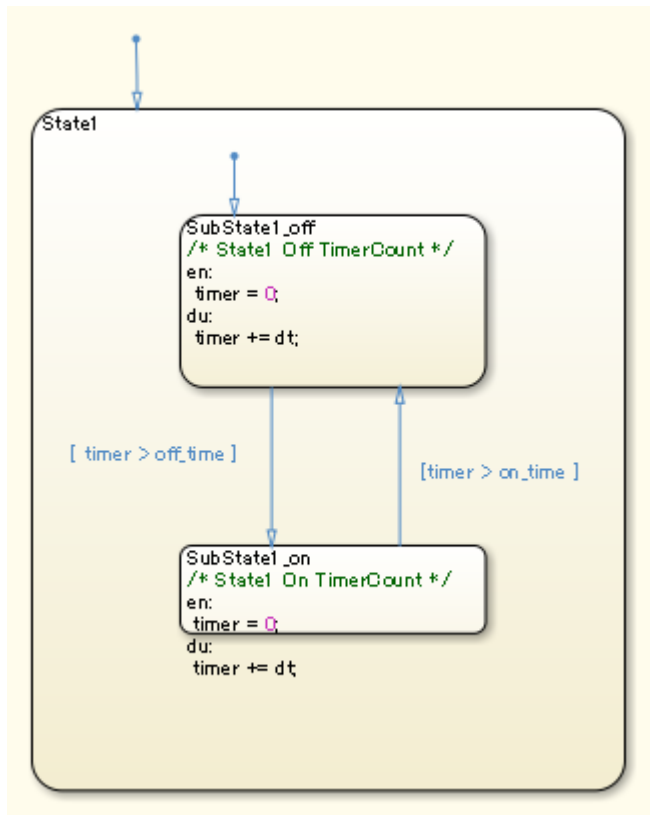 State1
SubState1_off
/* State1 Off TimerCount */
en:
timer = 0;
du:
timer += dt;
[ timer > off_time ]
[timer > on_time ]
SubState1_on
/* State1 On TimerCount */
en:
timer = 0;
du:
timer += dt;